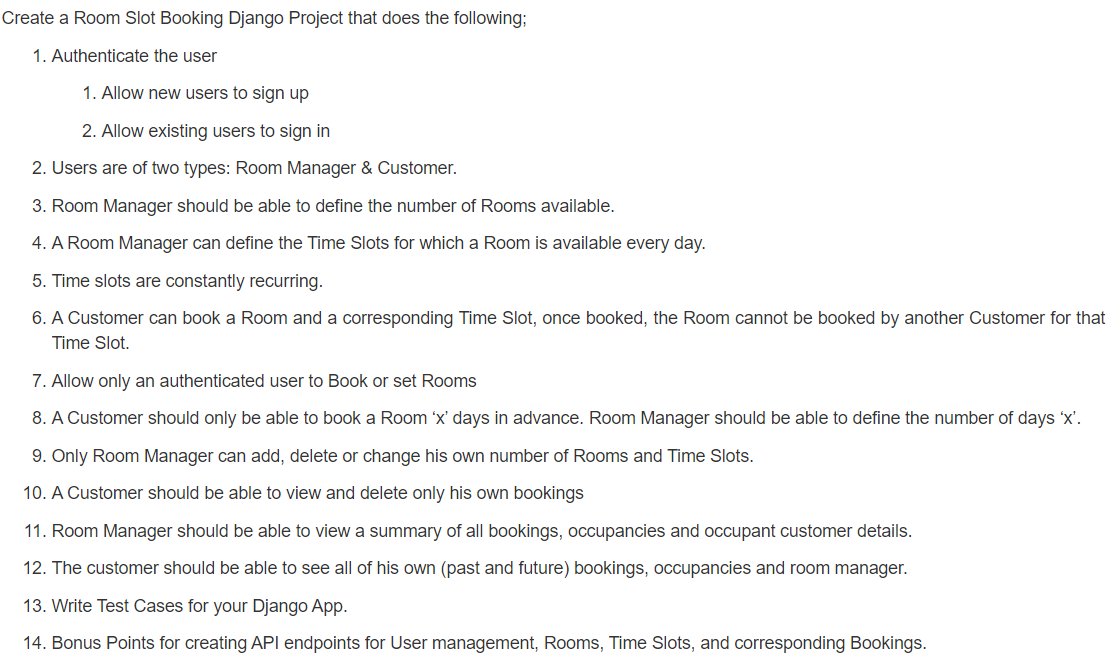 Create a Room Slot Booking Django Project that does the following;
1. Authenticate the user
1. Allow new users to sign up
2. Allow existing users to sign in
2. Users are of two types: Room Manager & Customer.
3. Room Manager should be able to define the number of Rooms available.
4. A Room Manager can define the Time Slots for which a Room is available every day.
5. Time slots are constantly recurring.
6. A Customer can book a Room and a corresponding Time Slot, once booked, the Room cannot be booked by another Customer for that
Time Slot.
7. Allow only an authenticated user to Book or set Rooms
8. A Customer should only be able to book a Room ‘x’ days in advance. Room Manager should be able to define the number of days ‘x’.
9. Only Room Manager can add, delete or change his own number of Rooms and Time Slots.
10. A Customer should be able to view and delete only his own bookings
11. Room Manager should be able to view a summary of all bookings, occupancies and occupant customer details.
12. The customer should be able to see all of his own (past and future) bookings, occupancies and room manager.
13. Write Test Cases for your Django App.
14. Bonus Points for creating API endpoints for User management, Rooms, Time Slots, and corresponding Bookings.